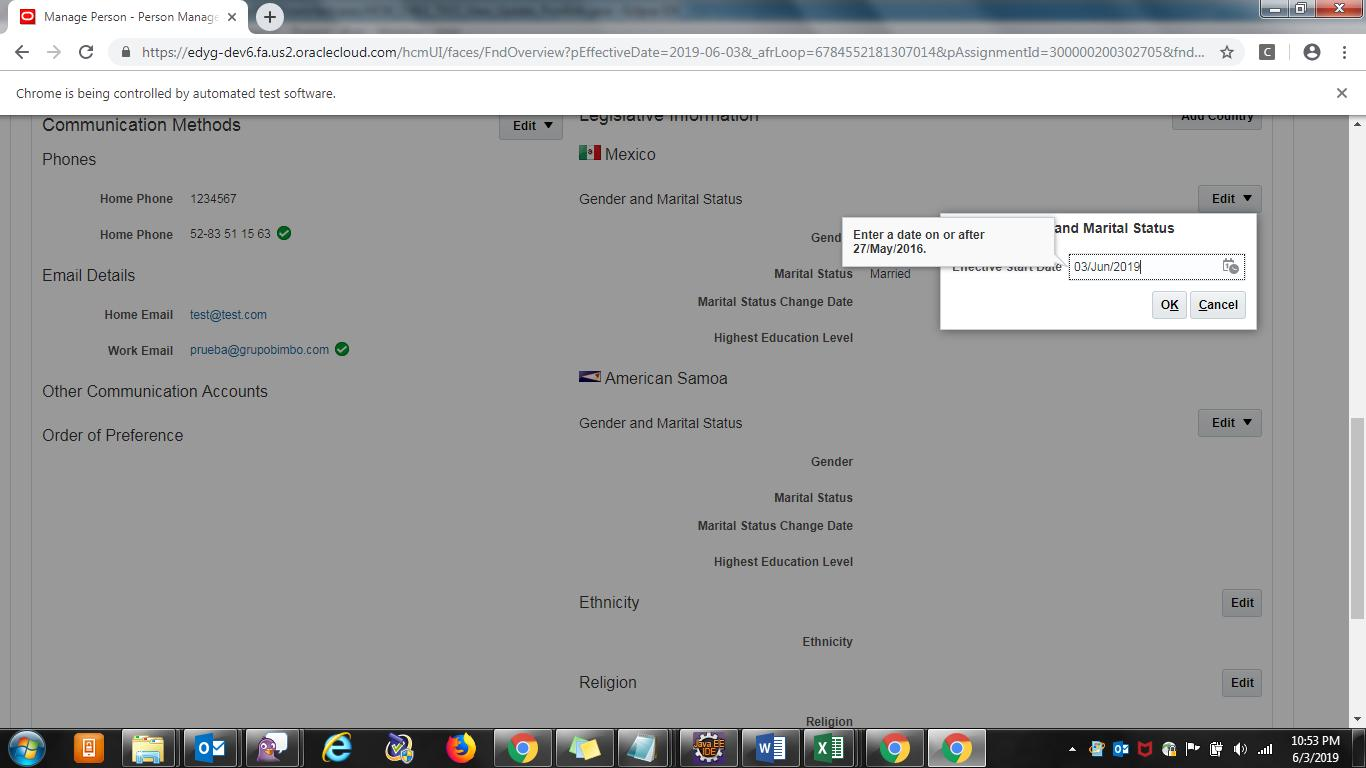 Manage Person - Person Manage
https://edyg-dev6.fa.us2.oraclecloud.com/hcmUI/faces/FndOverview?pEffectiveDate=2019-06-03&_afrLoop=6784552181307014&pAssignmentId=300000200302705&fnd...
C
Chrome is being controlled by automated test software.
Communication Methods
Edit
Phones
Home Phone 1234567
Home Phone 52-83 51 15 63
Email Details
Home Email test@test.com
Work Email prueba@grupobimbo.com
Other Communication Accounts
Order of Preference
Legislative Information
Add Country
Mexico
Gender and Marital Status
Edit
Gende
Marital Status Married
Marital Status Change Date
Highest Education Level
and Marital Status
Enter a date on or after
27/May/2016.
Effective Start Date 03/Jun/2019
OK Cancel
American Samoa
Gender and Marital Status
Edit
Gender
Marital Status
Marital Status Change Date
Highest Education Level
Ethnicity
Edit
Ethnicity
Religion
Edit
Religion
Java EE
IDE
10:53 PM
6/3/2019